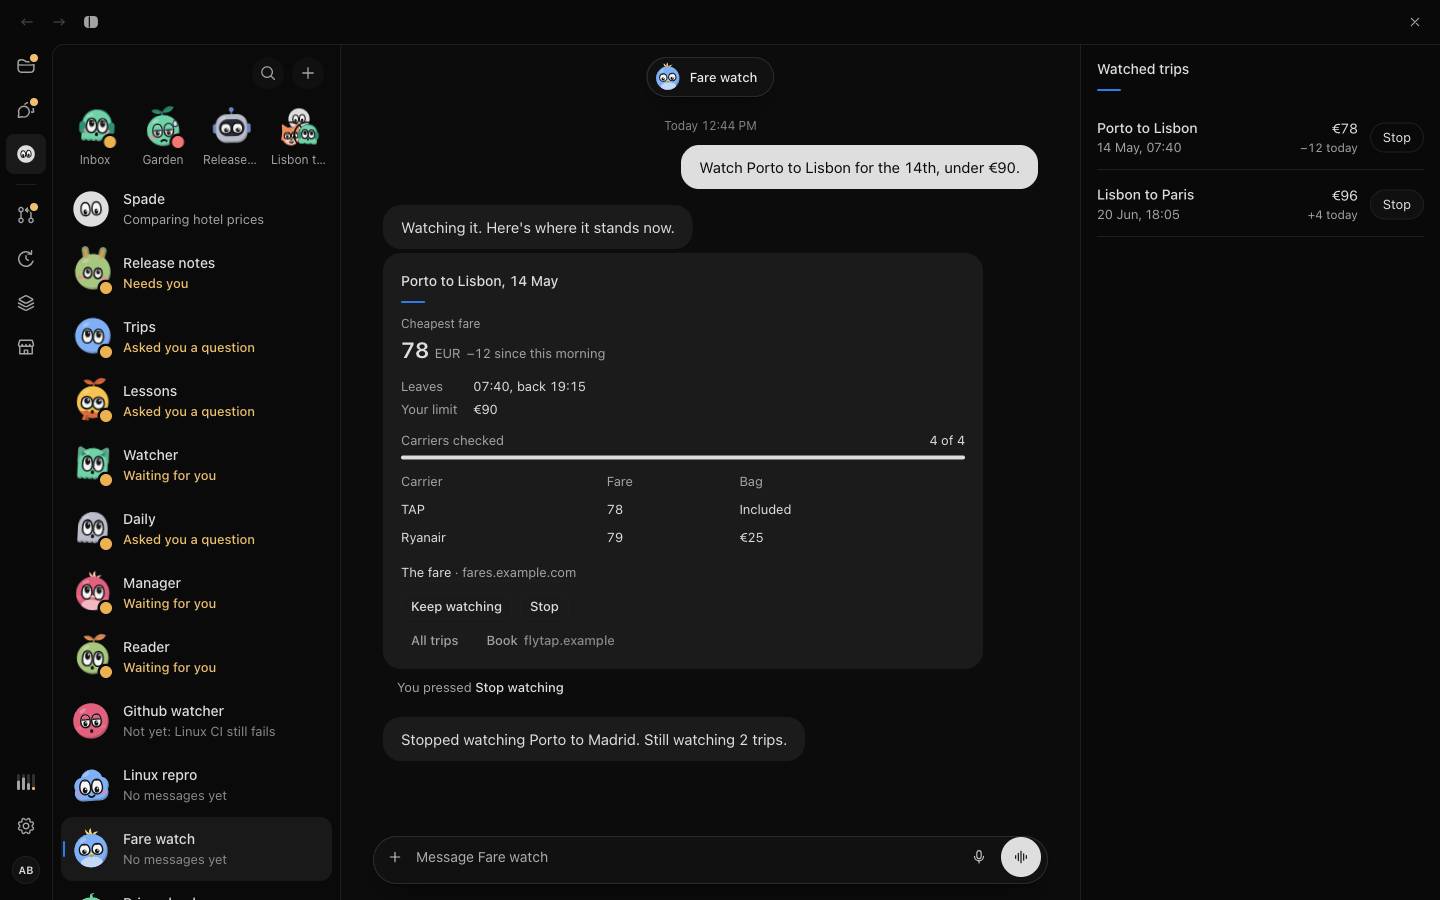 Inbox
Garden
Release...
Lisbon t...
Spade
Comparing hotel prices
Release notes
Needs you
Trips
Asked you a question
Lessons
Asked you a question
Watcher
Waiting for you
Daily
Asked you a question
Manager
Waiting for you
Reader
Waiting for you
Github watcher
Not yet: Linux CI still fails
Linux repro
No messages yet
Fare watch
No messages yet
AB
Fare watch
Today 12:44 PM
Watch Porto to Lisbon for the 14th, under €90.
Watching it. Here's where it stands now.
Porto to Lisbon, 14 May
Cheapest fare
78 EUR −12 since this morning
Leaves 07:40, back 19:15
Your limit €90
Carriers checked 4 of 4
Carrier Fare Bag
TAP 78 Included
Ryanair 79 €25
The fare · fares.example.com
Keep watching Stop
All trips Book flytap.example
You pressed Stop watching
Stopped watching Porto to Madrid. Still watching 2 trips.
Message Fare watch
Watched trips
Porto to Lisbon €78
14 May, 07:40 −12 today
Stop
Lisbon to Paris €96
20 Jun, 18:05 +4 today
Stop